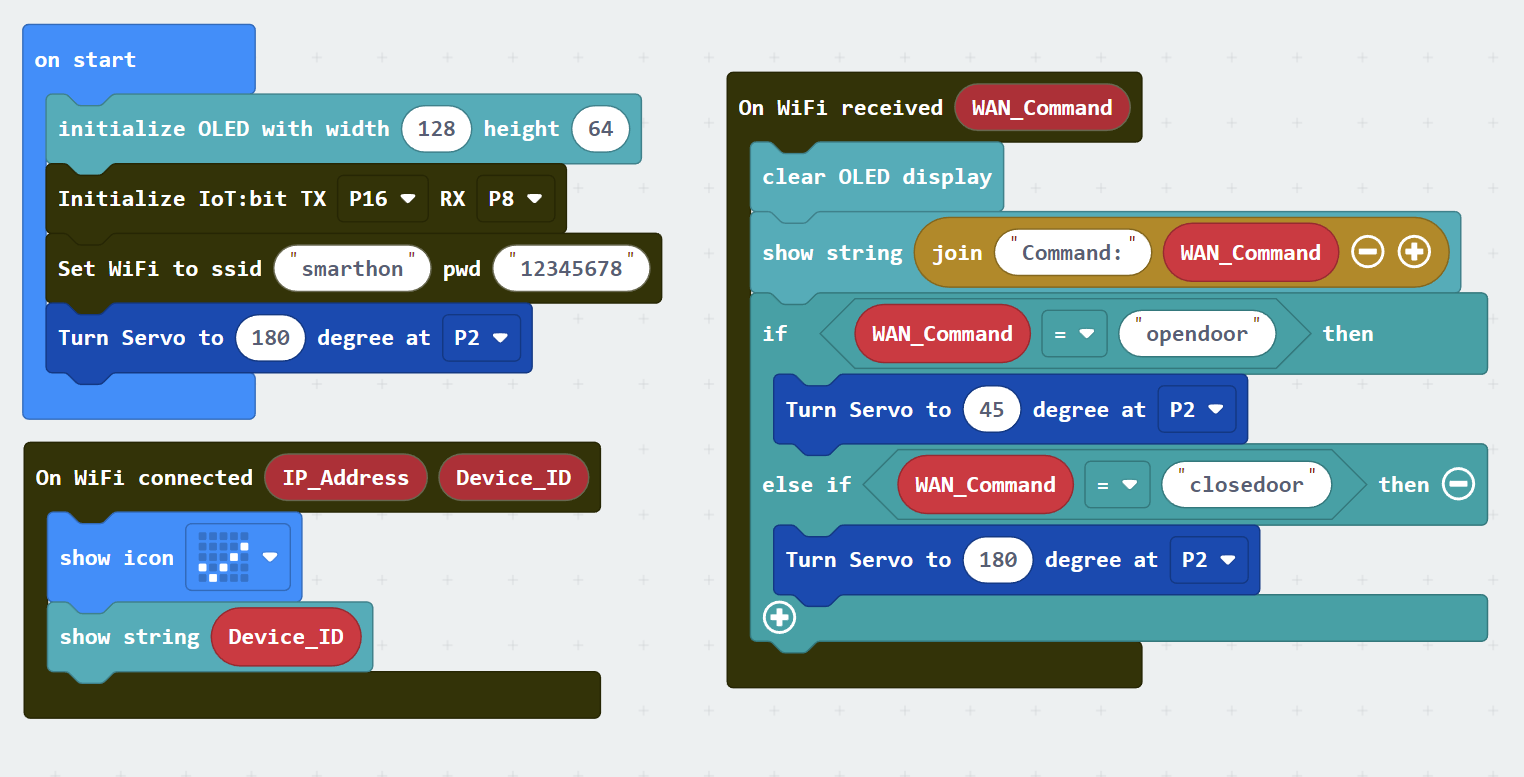 on start
initialize OLED with width 128 height 64
Initialize IoT:bit TX P16 RX P8
Set WiFi to ssid "smarthon" pwd "12345678"
Turn Servo to 180 degree at P2
On WiFi connected IP_Address Device_ID
show icon
show string Device_ID
On WiFi received WAN_Command
clear OLED display
show string join "Command:" WAN_Command
if WAN_Command = "opendoor" then
Turn Servo to 45 degree at P2
else if WAN_Command = "closedoor" then
Turn Servo to 180 degree at P2